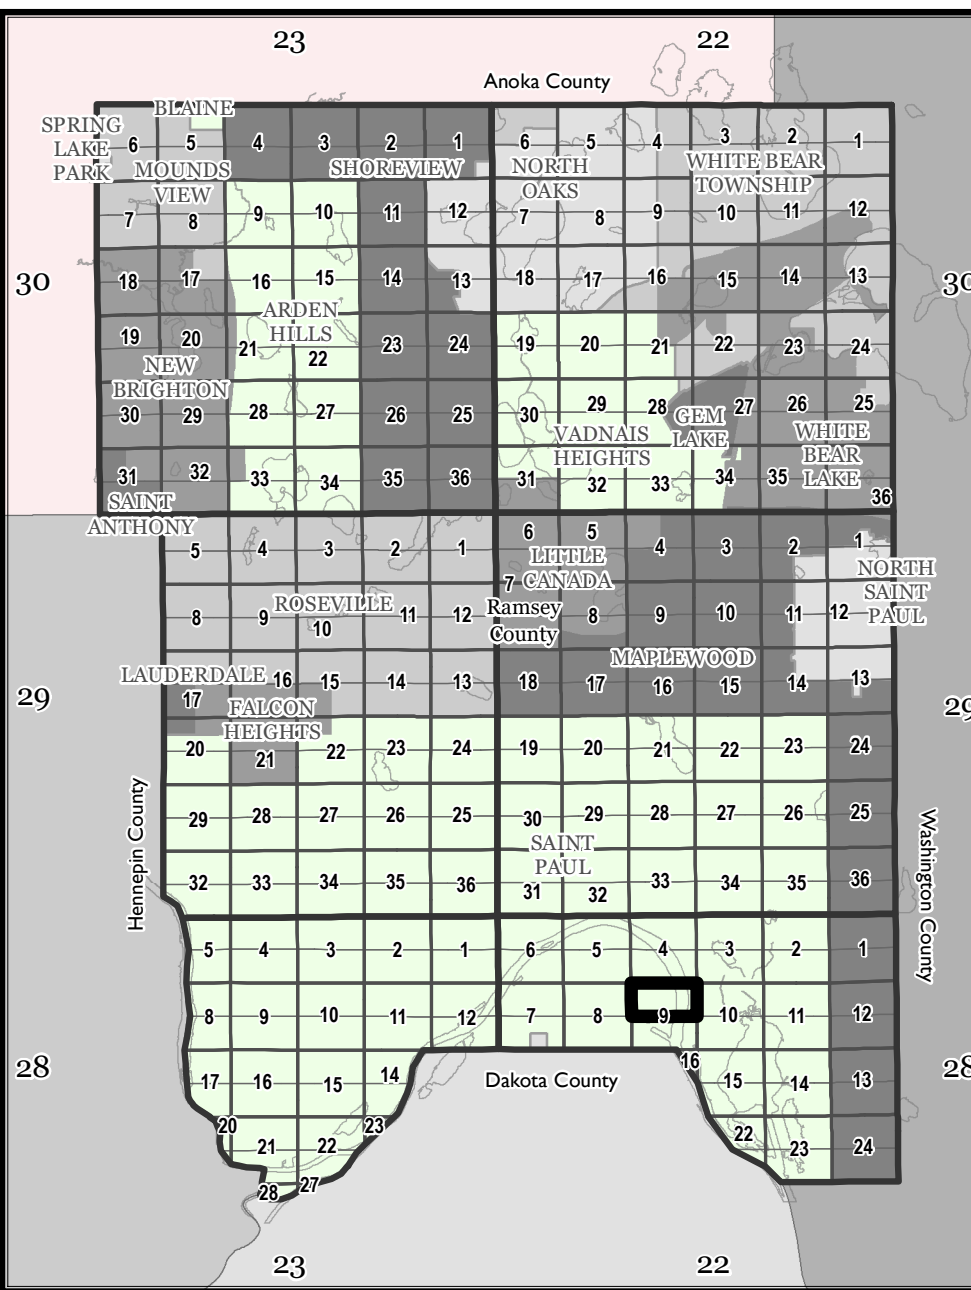 23 22
Anoka County
BLAINE
SPRING
LAKE
PARK
6 5 4 3 2 1 6 5 4 3 2 1
MOUNDS
VIEW
SHOREVIEW
NORTH
OAKS
WHITE BEAR
TOWNSHIP
7 8 9 10 11 12 7 8 9 10 11 12
30 18 17 16 15 14 13 18 17 16 15 14 13 30
ARDEN
HILLS
19 20 21 22 23 24 19 20 21 22 23 24
NEW
BRIGHTON
30 29 28 27 26 25 30 29 28 27 26 25
GEM
LAKE
VADNAIS
HEIGHTS
WHITE
BEAR
LAKE
31 32 33 34 35 36 31 32 33 34 35 36
SAINT
ANTHONY
5 4 3 2 1 6 5 4 3 2 1
LITTLE
CANADA
NORTH
SAINT
PAUL
ROSEVILLE
8 9 10 11 12 7 8 9 10 11 12
Ramsey
County
MAPLEWOOD
LAUDERDALE
29 17 16 15 14 13 18 17 16 15 14 13 29
FALCON
HEIGHTS
20 21 22 23 24 19 20 21 22 23 24
29 28 27 26 25 30 29 28 27 26 25
SAINT
PAUL
32 33 34 35 36 31 32 33 34 35 36
Hennepin County
Washington County
5 4 3 2 1 6 5 4 3 2 1
8 9 10 11 12 7 8 9 10 11 12
28 17 16 15 14 16 15 14 13 28
Dakota County
20 21 22 23 22 23 24
28 27
23 22